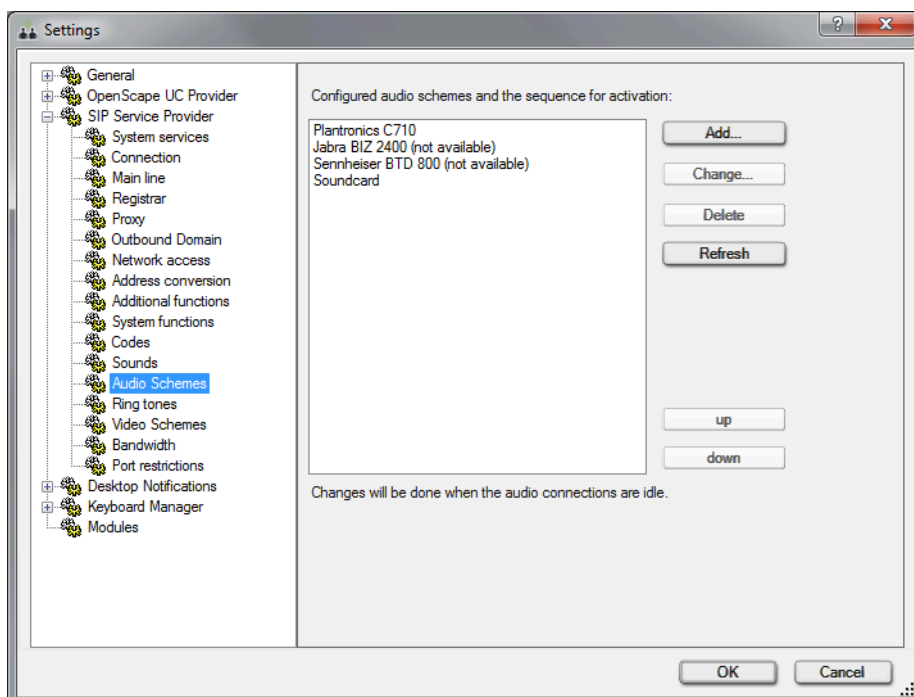 Settings
General
OpenScape UC Provider
SIP Service Provider
System services
Connection
Main line
Registrar
Proxy
Outbound Domain
Network access
Address conversion
Additional functions
System functions
Codes
Sounds
Audio Schemes
Ring tones
Video Schemes
Bandwidth
Port restrictions
Desktop Notifications
Keyboard Manager
Modules
Configured audio schemes and the sequence for activation:
Plantronics C710
Jabra BIZ 2400 (not available)
Sennheiser BTD 800 (not available)
Soundcard
Add...
Change...
Delete
Refresh
up
down
Changes will be done when the audio connections are idle.
OK
Cancel